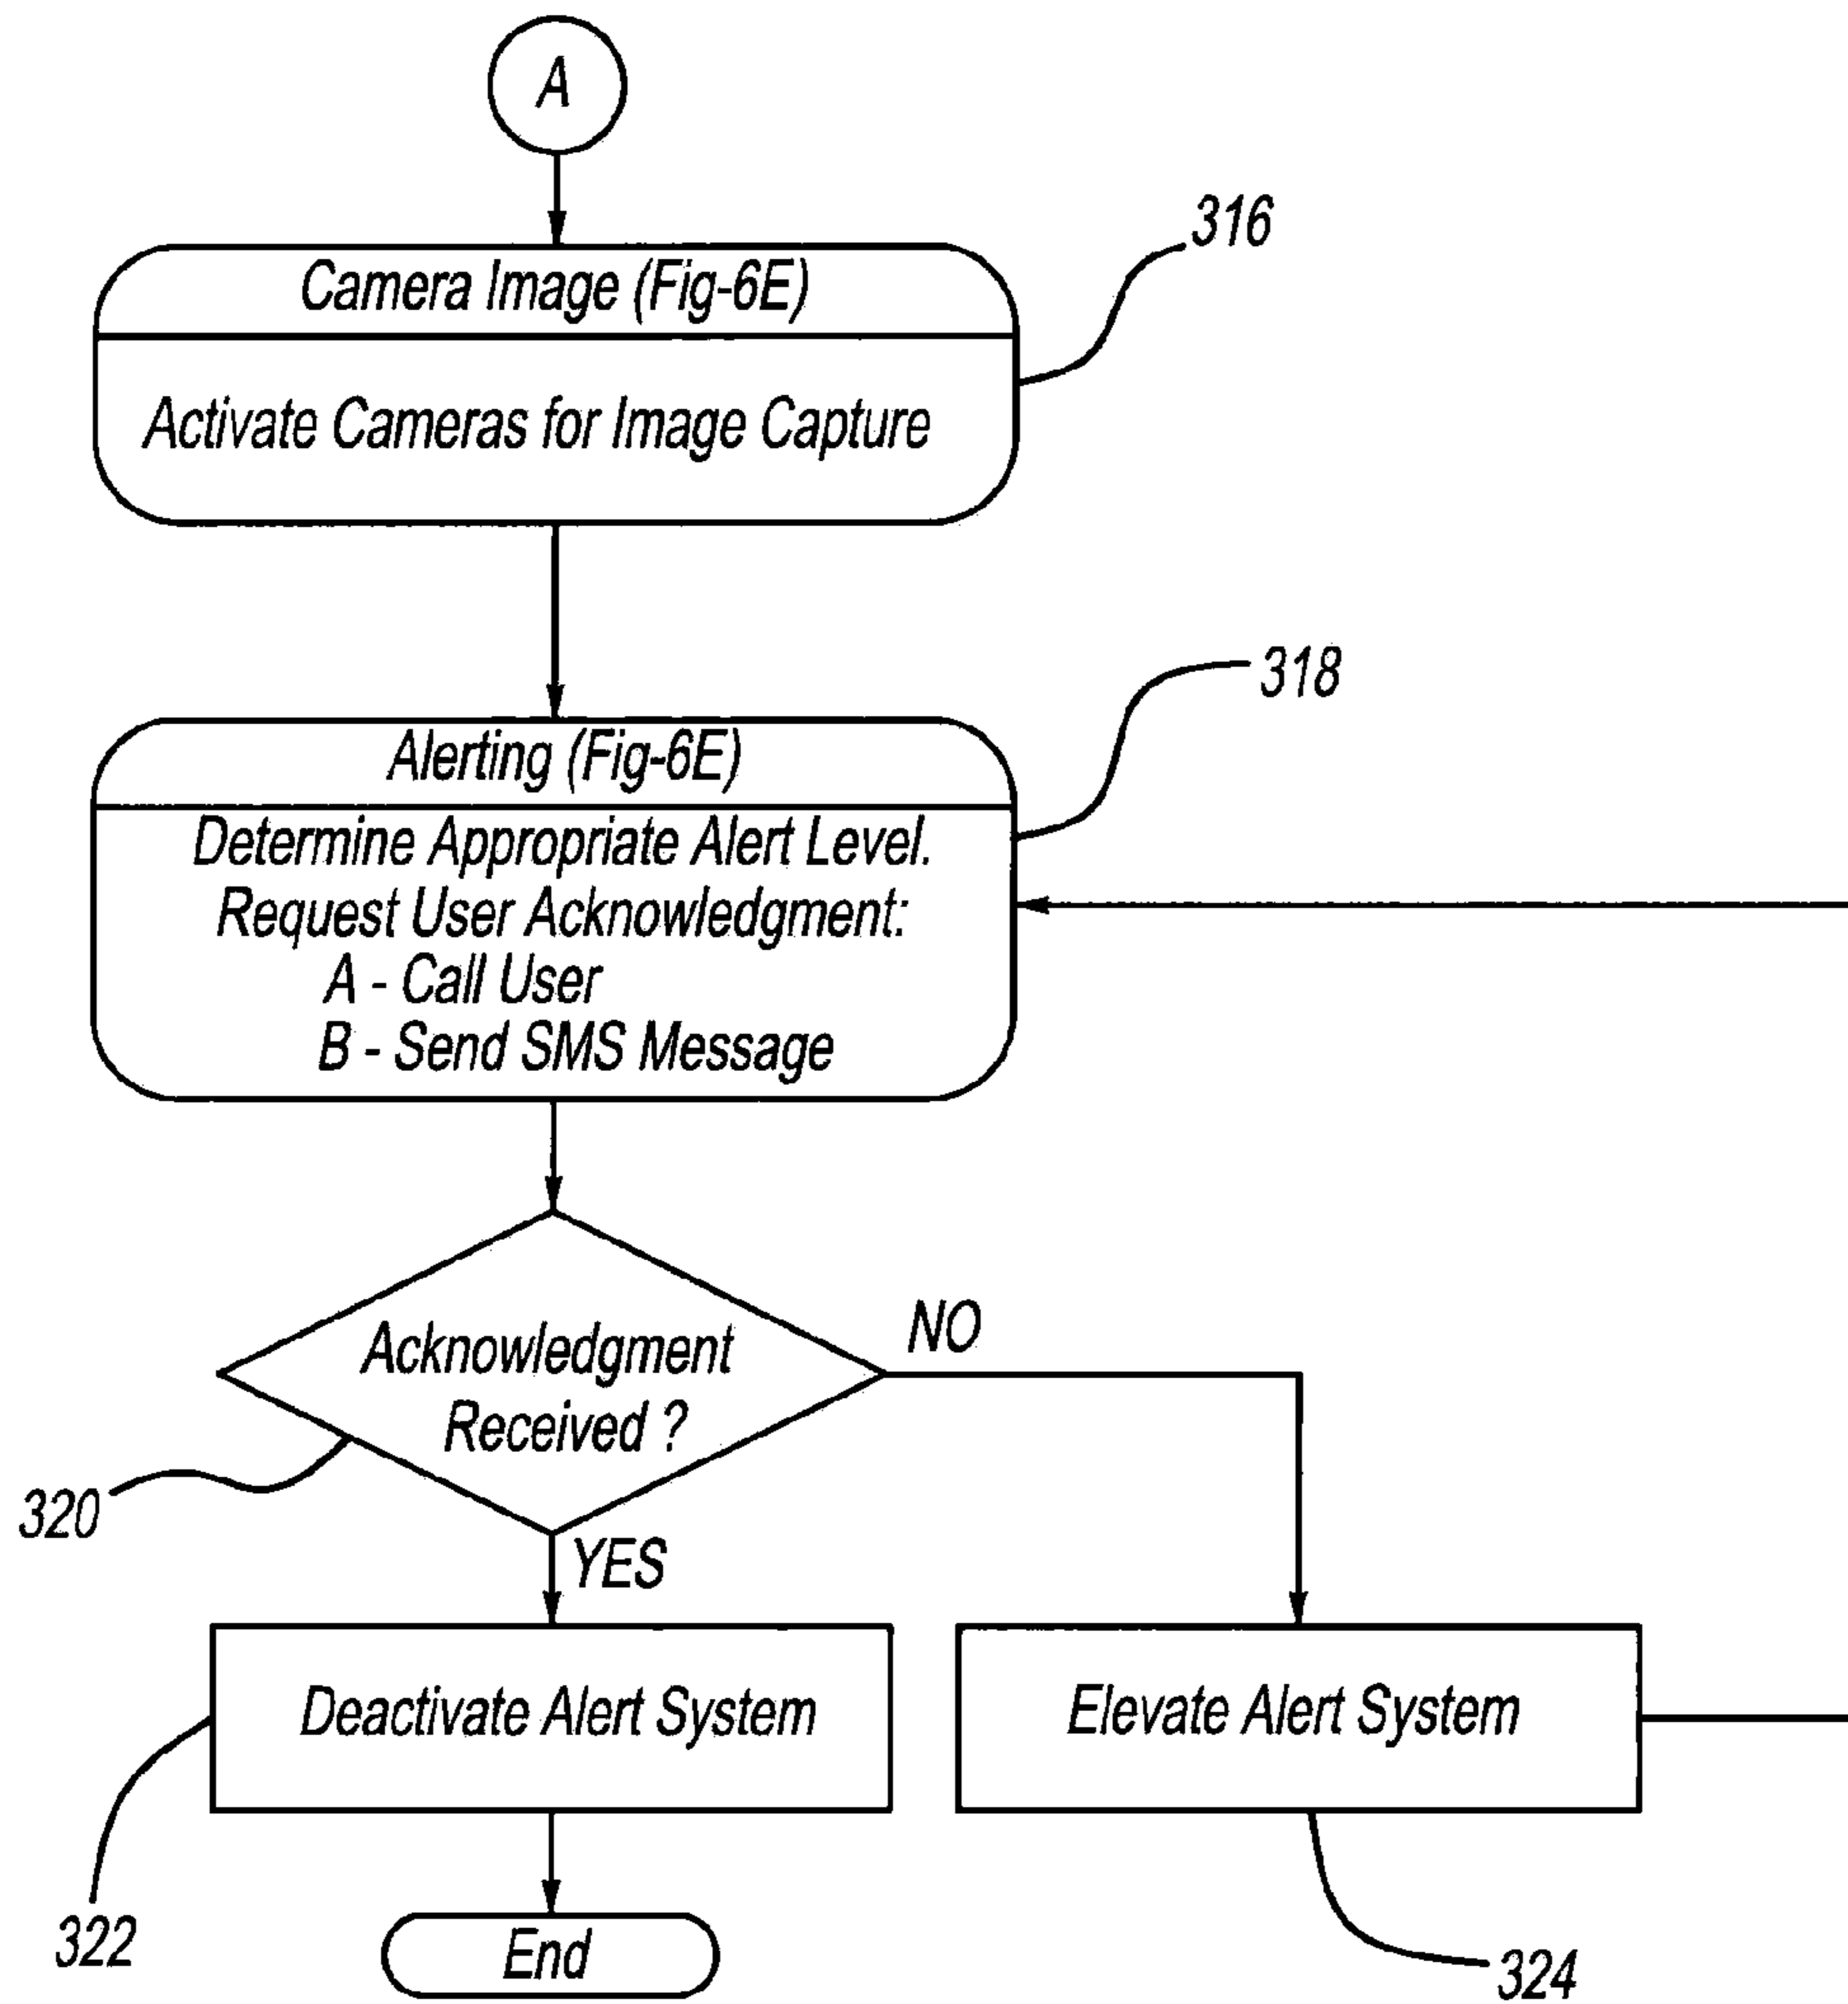 A
316
Camera Image (Fig-6E)
Activate Cameras for Image Capture
318
Alerting (Fig-6E)
Determine Appropriate Alert Level.
Request User Acknowledgment:
A - Call User
B - Send SMS Message
NO
Acknowledgment
Received ?
320
YES
Deactivate Alert System
Elevate Alert System
322
End
324